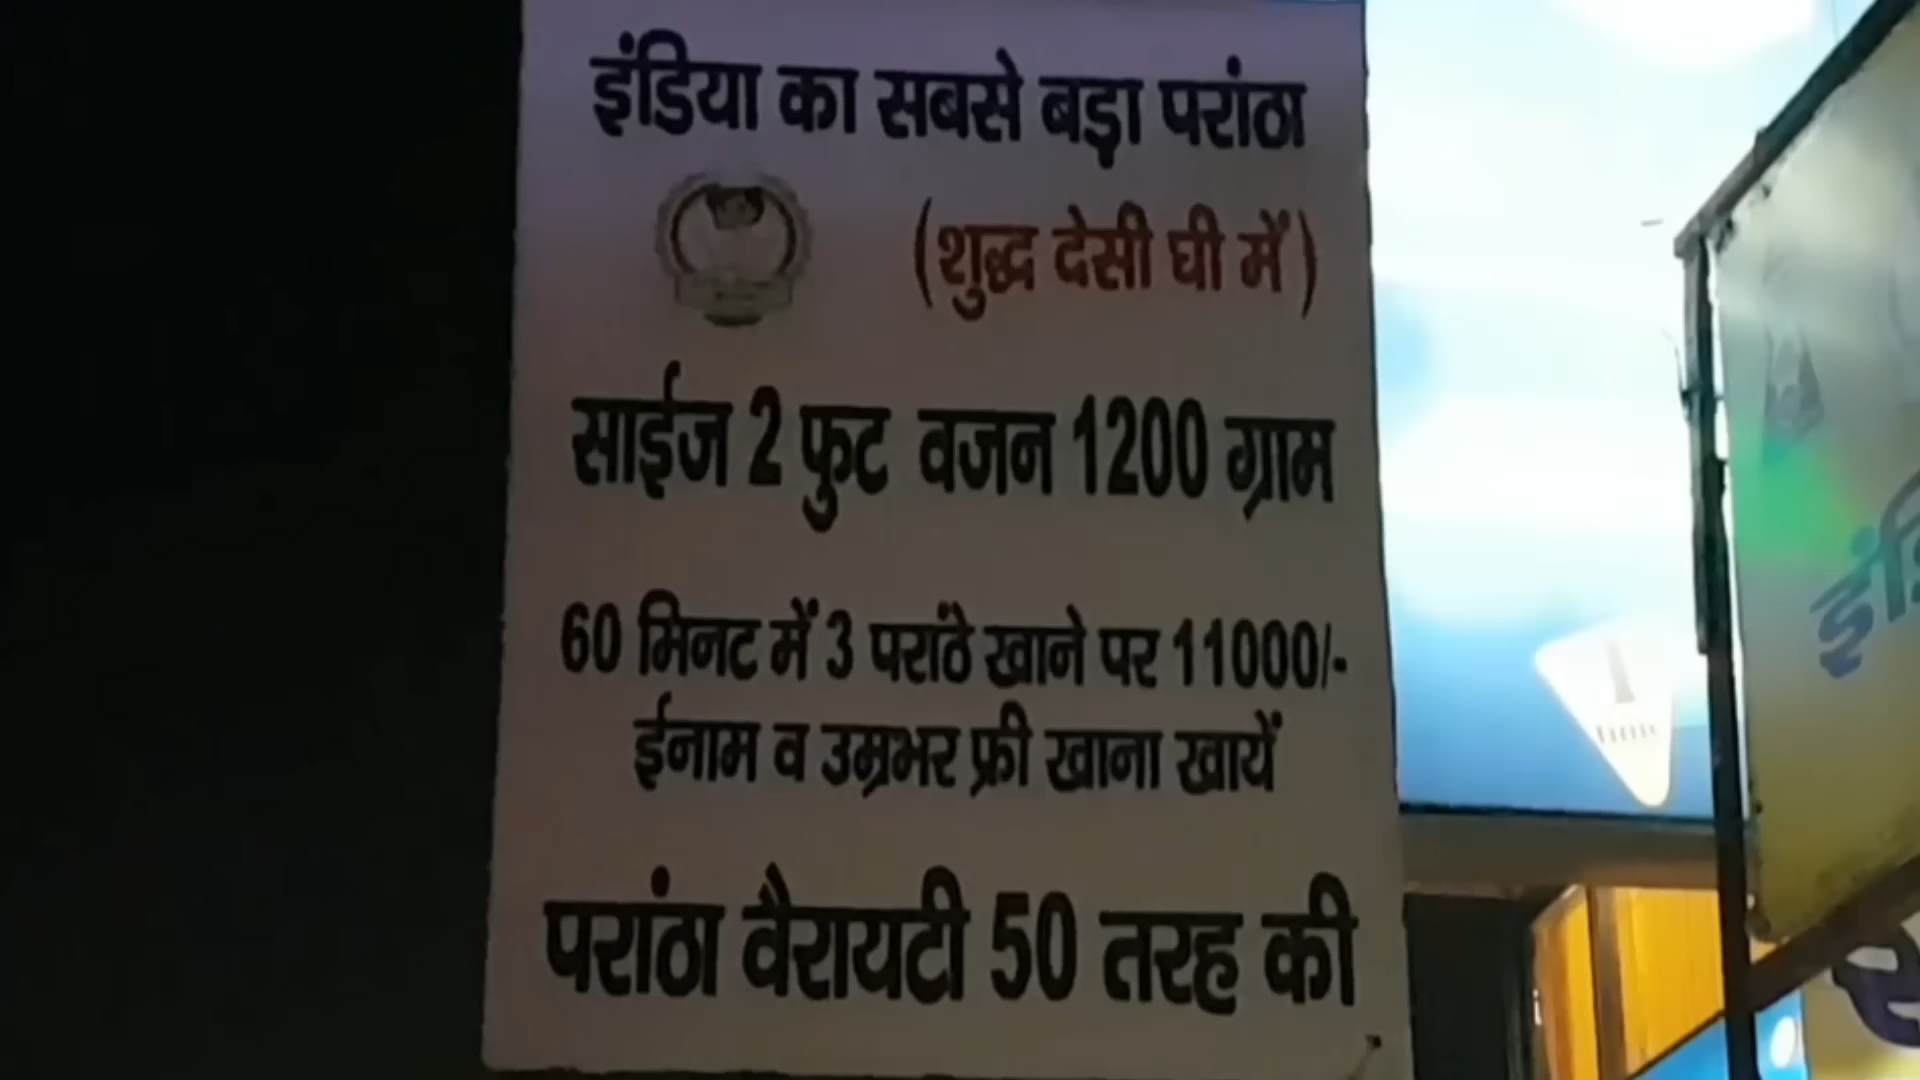 इंडिया का सबसे बड़ा परांठा
(शुद्ध देसी घी में)
साईज 2 फुट वजन 1200 ग्राम
60 मिनट में 3 परांठे खाने पर 11000/-
ईनाम व उम्रभर फ्री खाना खायें
परांठा वैरायटी 50 तरह की